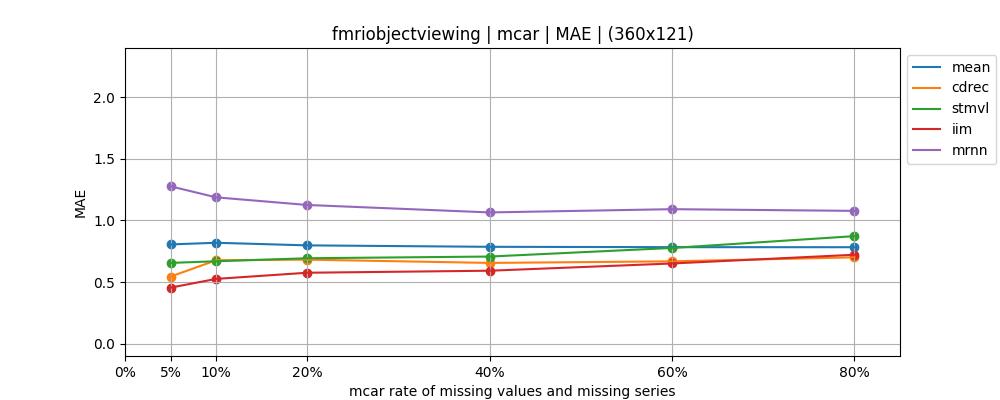 fmriobjectviewing | mcar | MAE | (360x121)
mean
cdrec
stmvl
iim
mrnn
MAE
2.0
1.5
1.0
0.5
0.0
0% 5% 10% 20% 40% 60% 80%
mcar rate of missing values and missing series